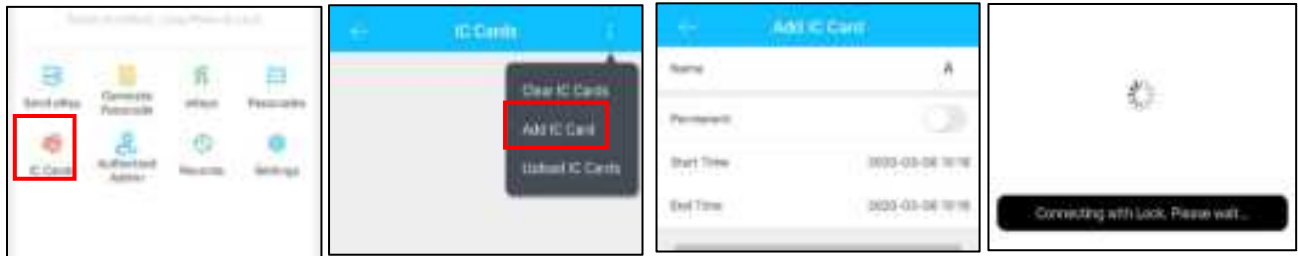 Send eKey Generate Passcode eKeys Passcodes
IC Cards Authorized Admin Records Settings
IC Cards
Clear IC Cards
Add IC Card
Upload IC Cards
Add IC Card
Name A
Permanent
Start Time
End Time
Connecting with Lock, Please wait...